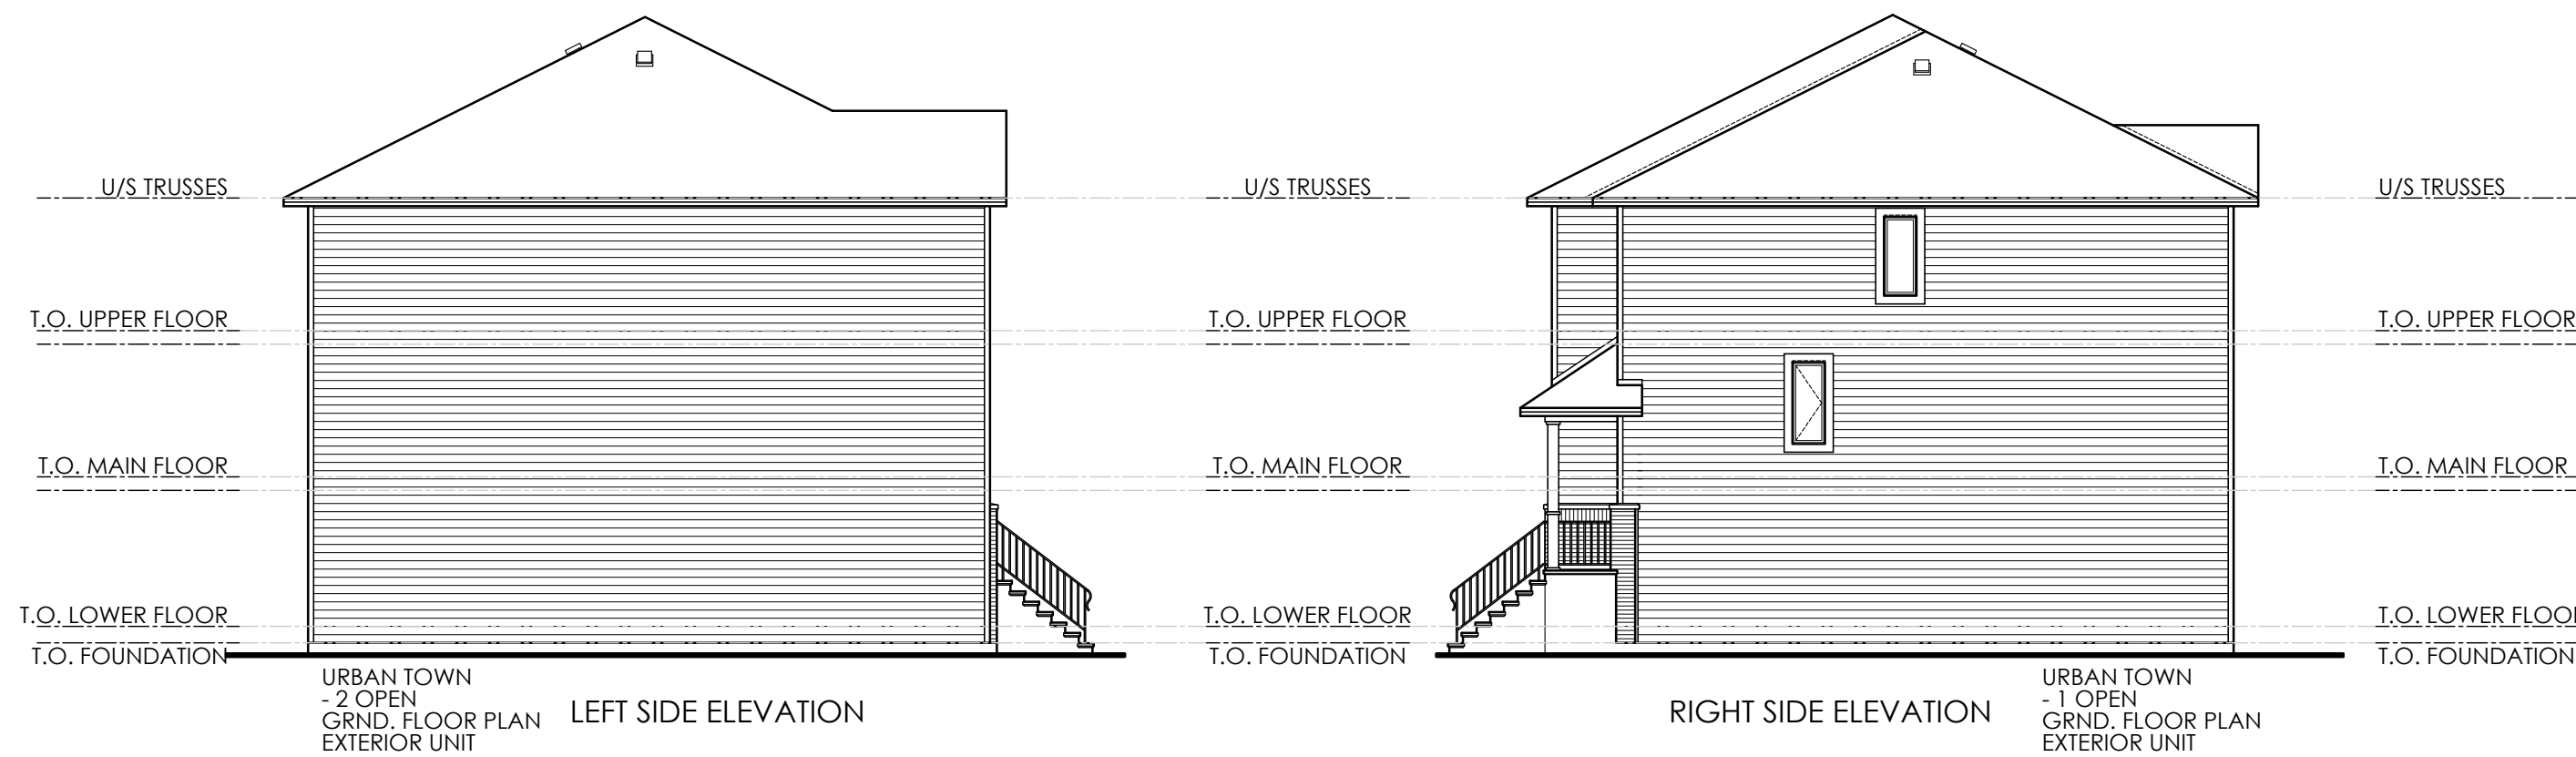 U/S TRUSSES
U/S TRUSSES
U/S TRUSSES
T.O. UPPER FLOOR
T.O. UPPER FLOOR
T.O. UPPER FLOOR
T.O. MAIN FLOOR
T.O. MAIN FLOOR
T.O. MAIN FLOOR
T.O. LOWER FLOOR
T.O. LOWER FLOOR
T.O. LOWER FLOOR
T.O. FOUNDATION
T.O. FOUNDATION
T.O. FOUNDATION
URBAN TOWN
- 2 OPEN
GRND. FLOOR PLAN
EXTERIOR UNIT
LEFT SIDE ELEVATION
RIGHT SIDE ELEVATION
URBAN TOWN
- 1 OPEN
GRND. FLOOR PLAN
EXTERIOR UNIT